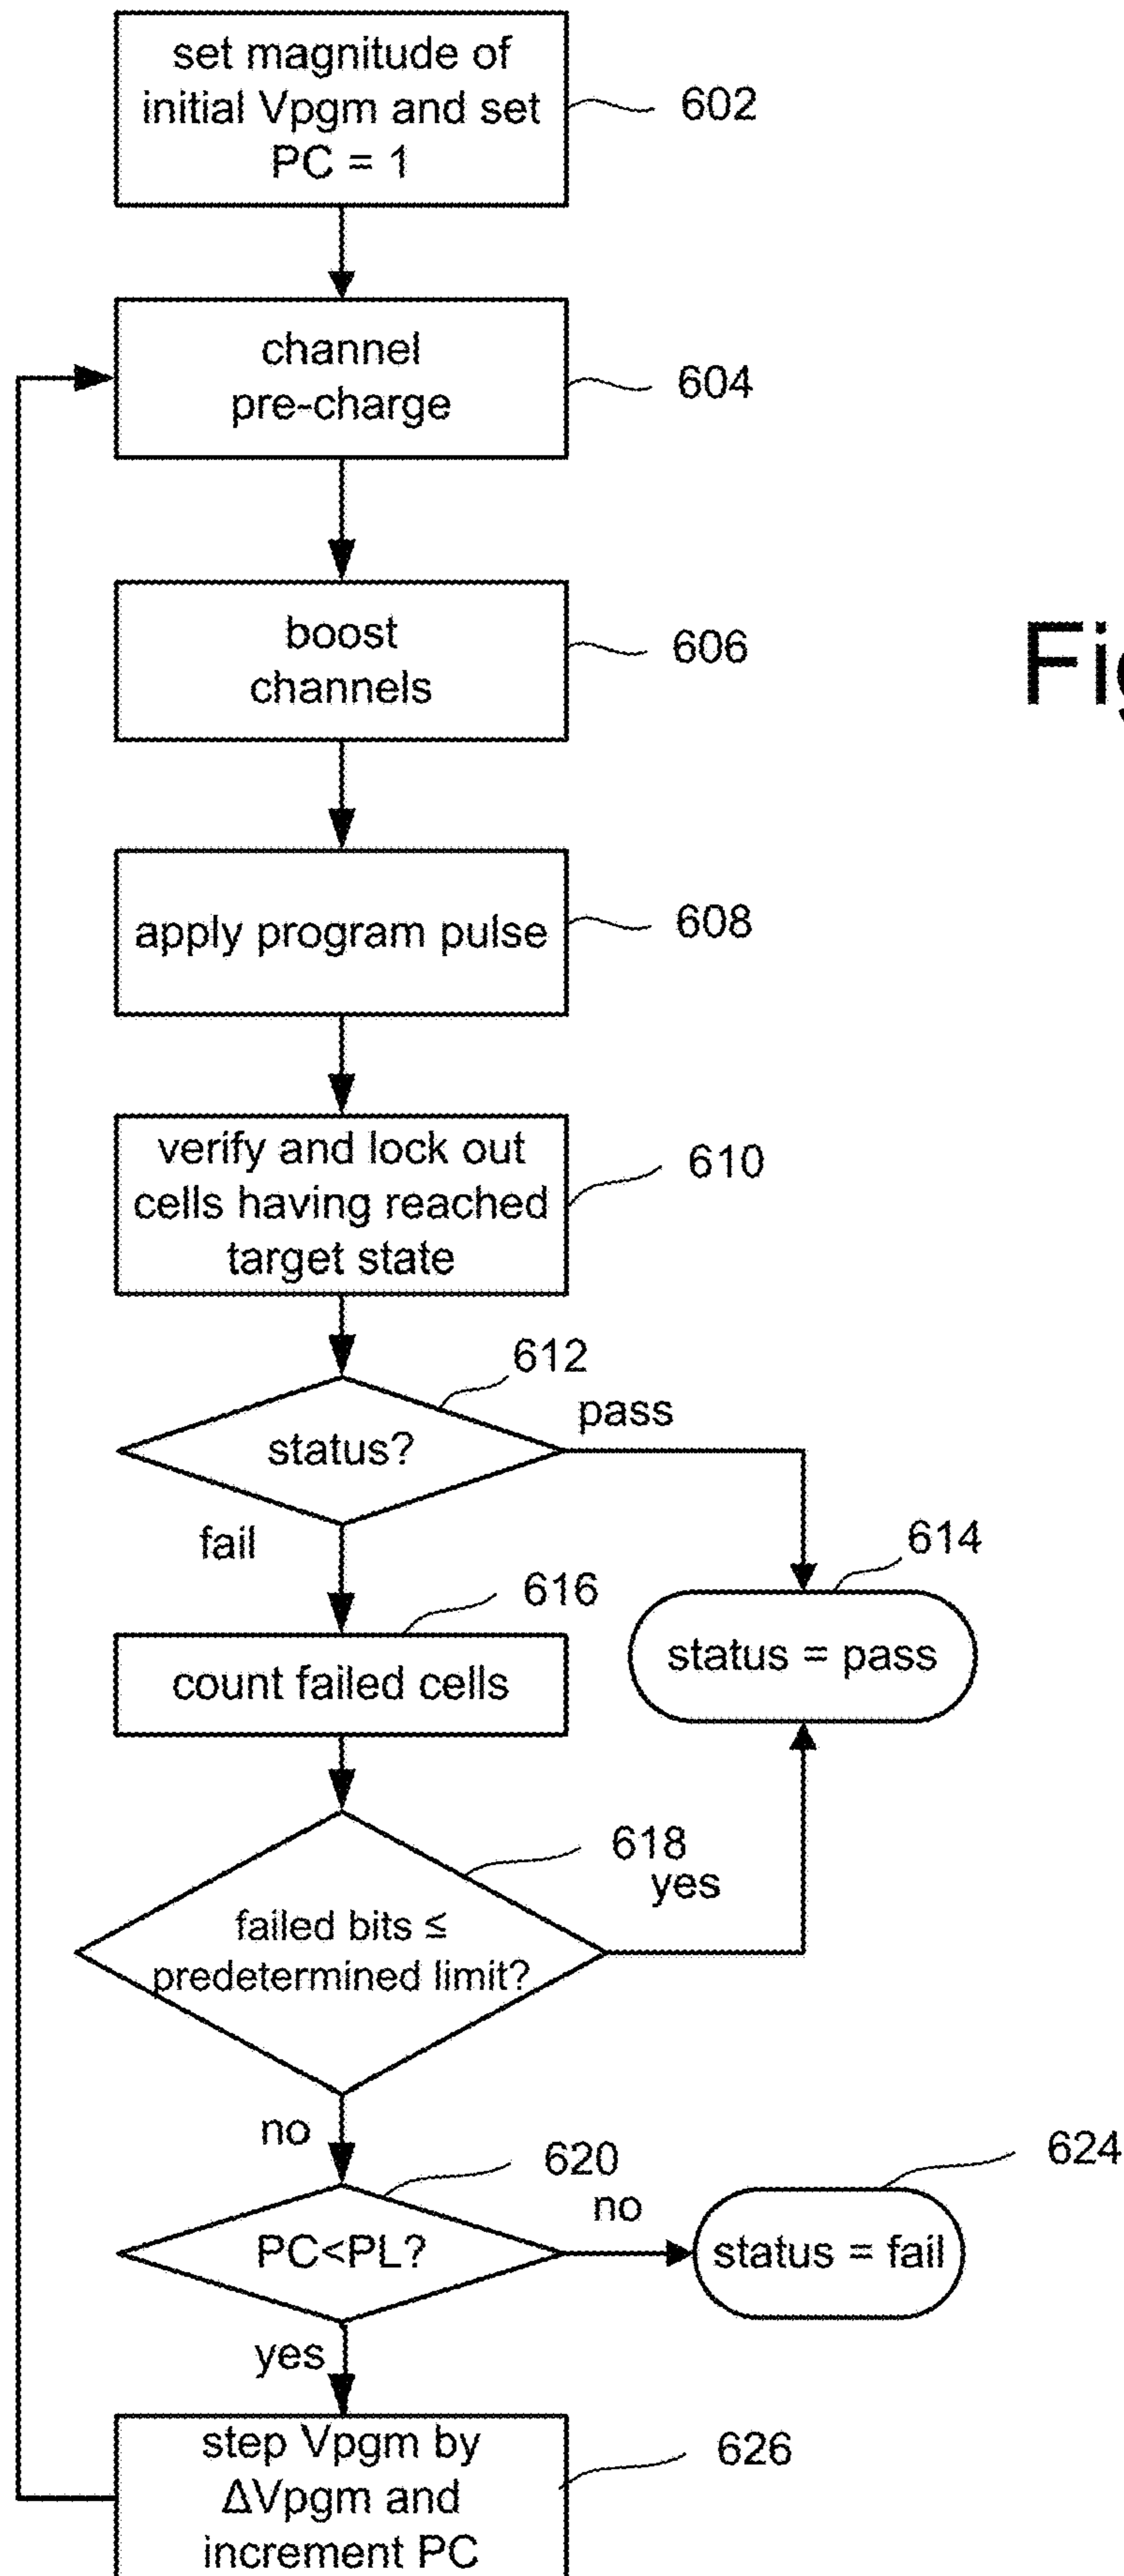 set magnitude of
initial Vpgm and set
PC = 1
602
channel
pre-charge
604
boost
channels
606
Fig
apply program pulse
608
verify and lock out
cells having reached
target state
610
612
status?
pass
fail
614
status = pass
616
count failed cells
618
yes
failed bits ≤
predetermined limit?
no
620
PC<PL?
no
624
status = fail
yes
step Vpgm by
ΔVpgm and
increment PC
626